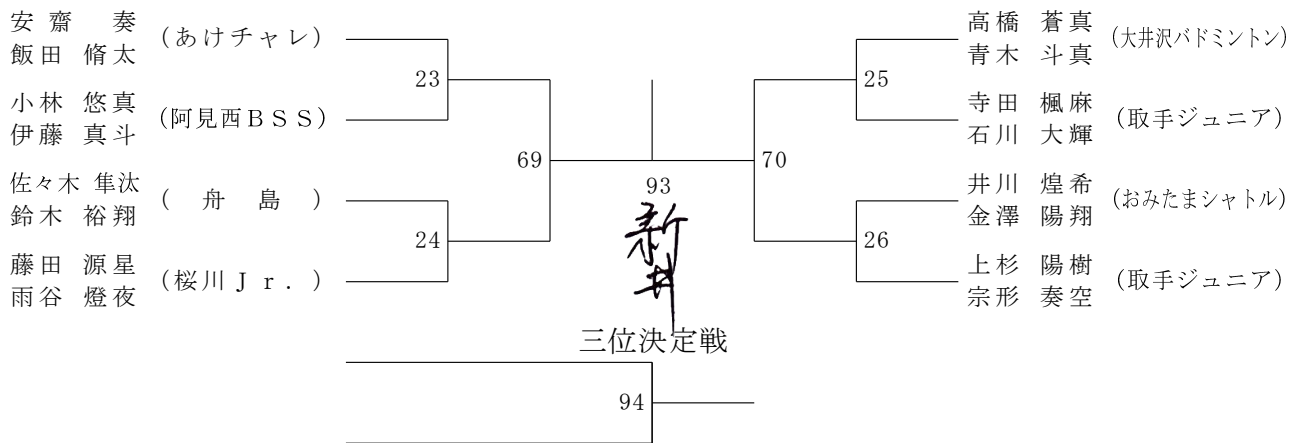 安齋 奏
飯田 脩太
(あけチャレ)
23
小林 悠真
伊藤 真斗
(阿見西BSS)
69
佐々木 隼汰
鈴木 裕翔
(舟島)
24
藤田 源星
雨谷 燈夜
(桜川Jr.)
93
新井
高橋 蒼真
青木 斗真
(大井沢バドミントン)
25
寺田 楓麻
石川 大輝
(取手ジュニア)
70
井川 煌希
金澤 陽翔
(おみたまシャトル)
26
上杉 陽樹
宗形 奏空
(取手ジュニア)
三位決定戦
94